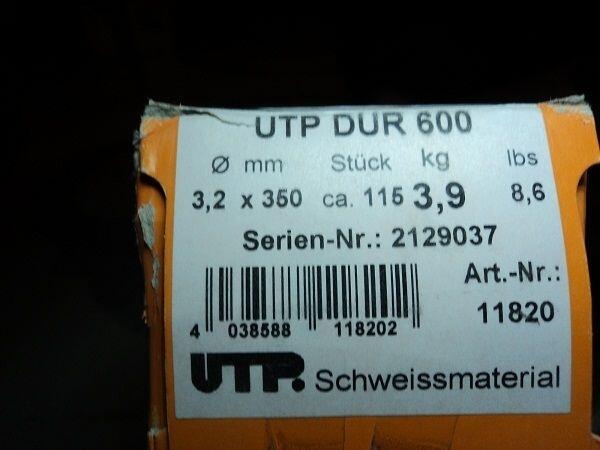 UTP DUR 600
Ø mm Stück kg lbs
3,2 x 350 ca. 115 3,9 8,6
Serien-Nr.: 2129037
Art.-Nr.:
11820
4 038588 118202
UTP. Schweissmaterial